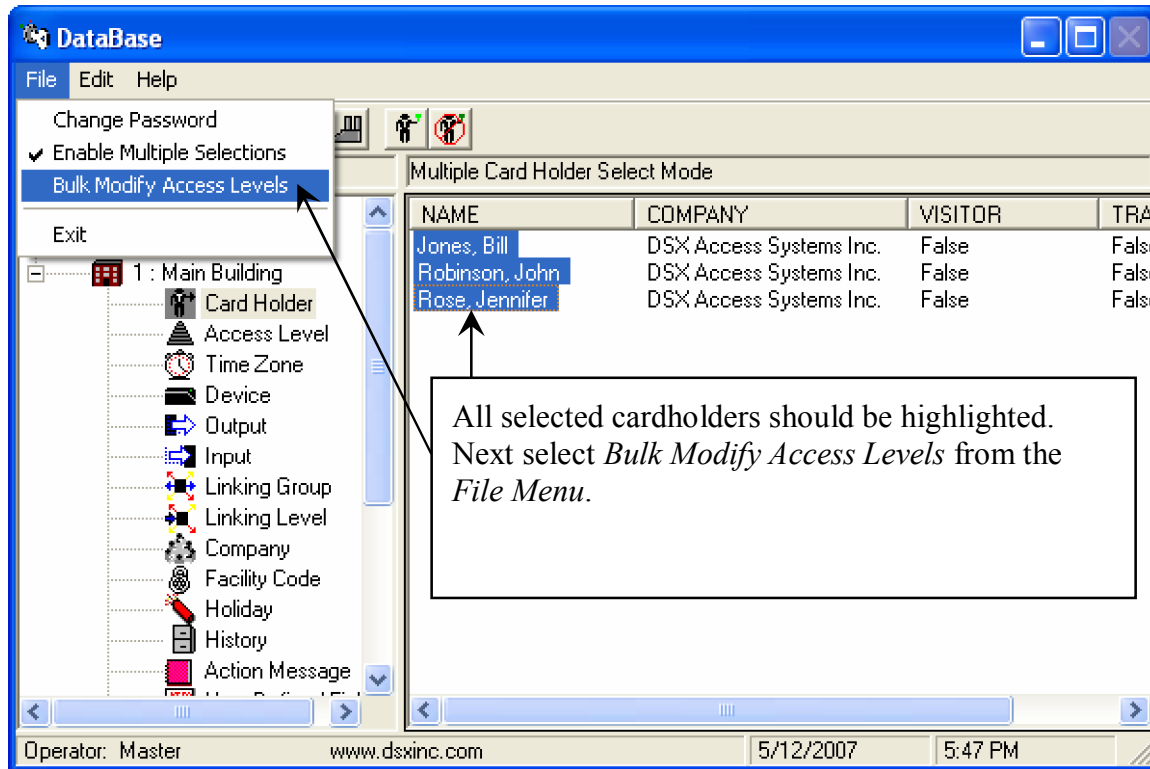 DataBase
File Edit Help
Change Password
Enable Multiple Selections
Bulk Modify Access Levels
Exit
Multiple Card Holder Select Mode
NAME COMPANY VISITOR TRA
Jones, Bill DSX Access Systems Inc. False Fals
Robinson, John DSX Access Systems Inc. False Fals
Rose, Jennifer DSX Access Systems Inc. False Fals
1 : Main Building
Card Holder
Access Level
Time Zone
Device
Output
Input
Linking Group
Linking Level
Company
Facility Code
Holiday
History
Action Message
All selected cardholders should be highlighted.
Next select Bulk Modify Access Levels from the
File Menu.
Operator: Master www.dsxinc.com 5/12/2007 5:47 PM